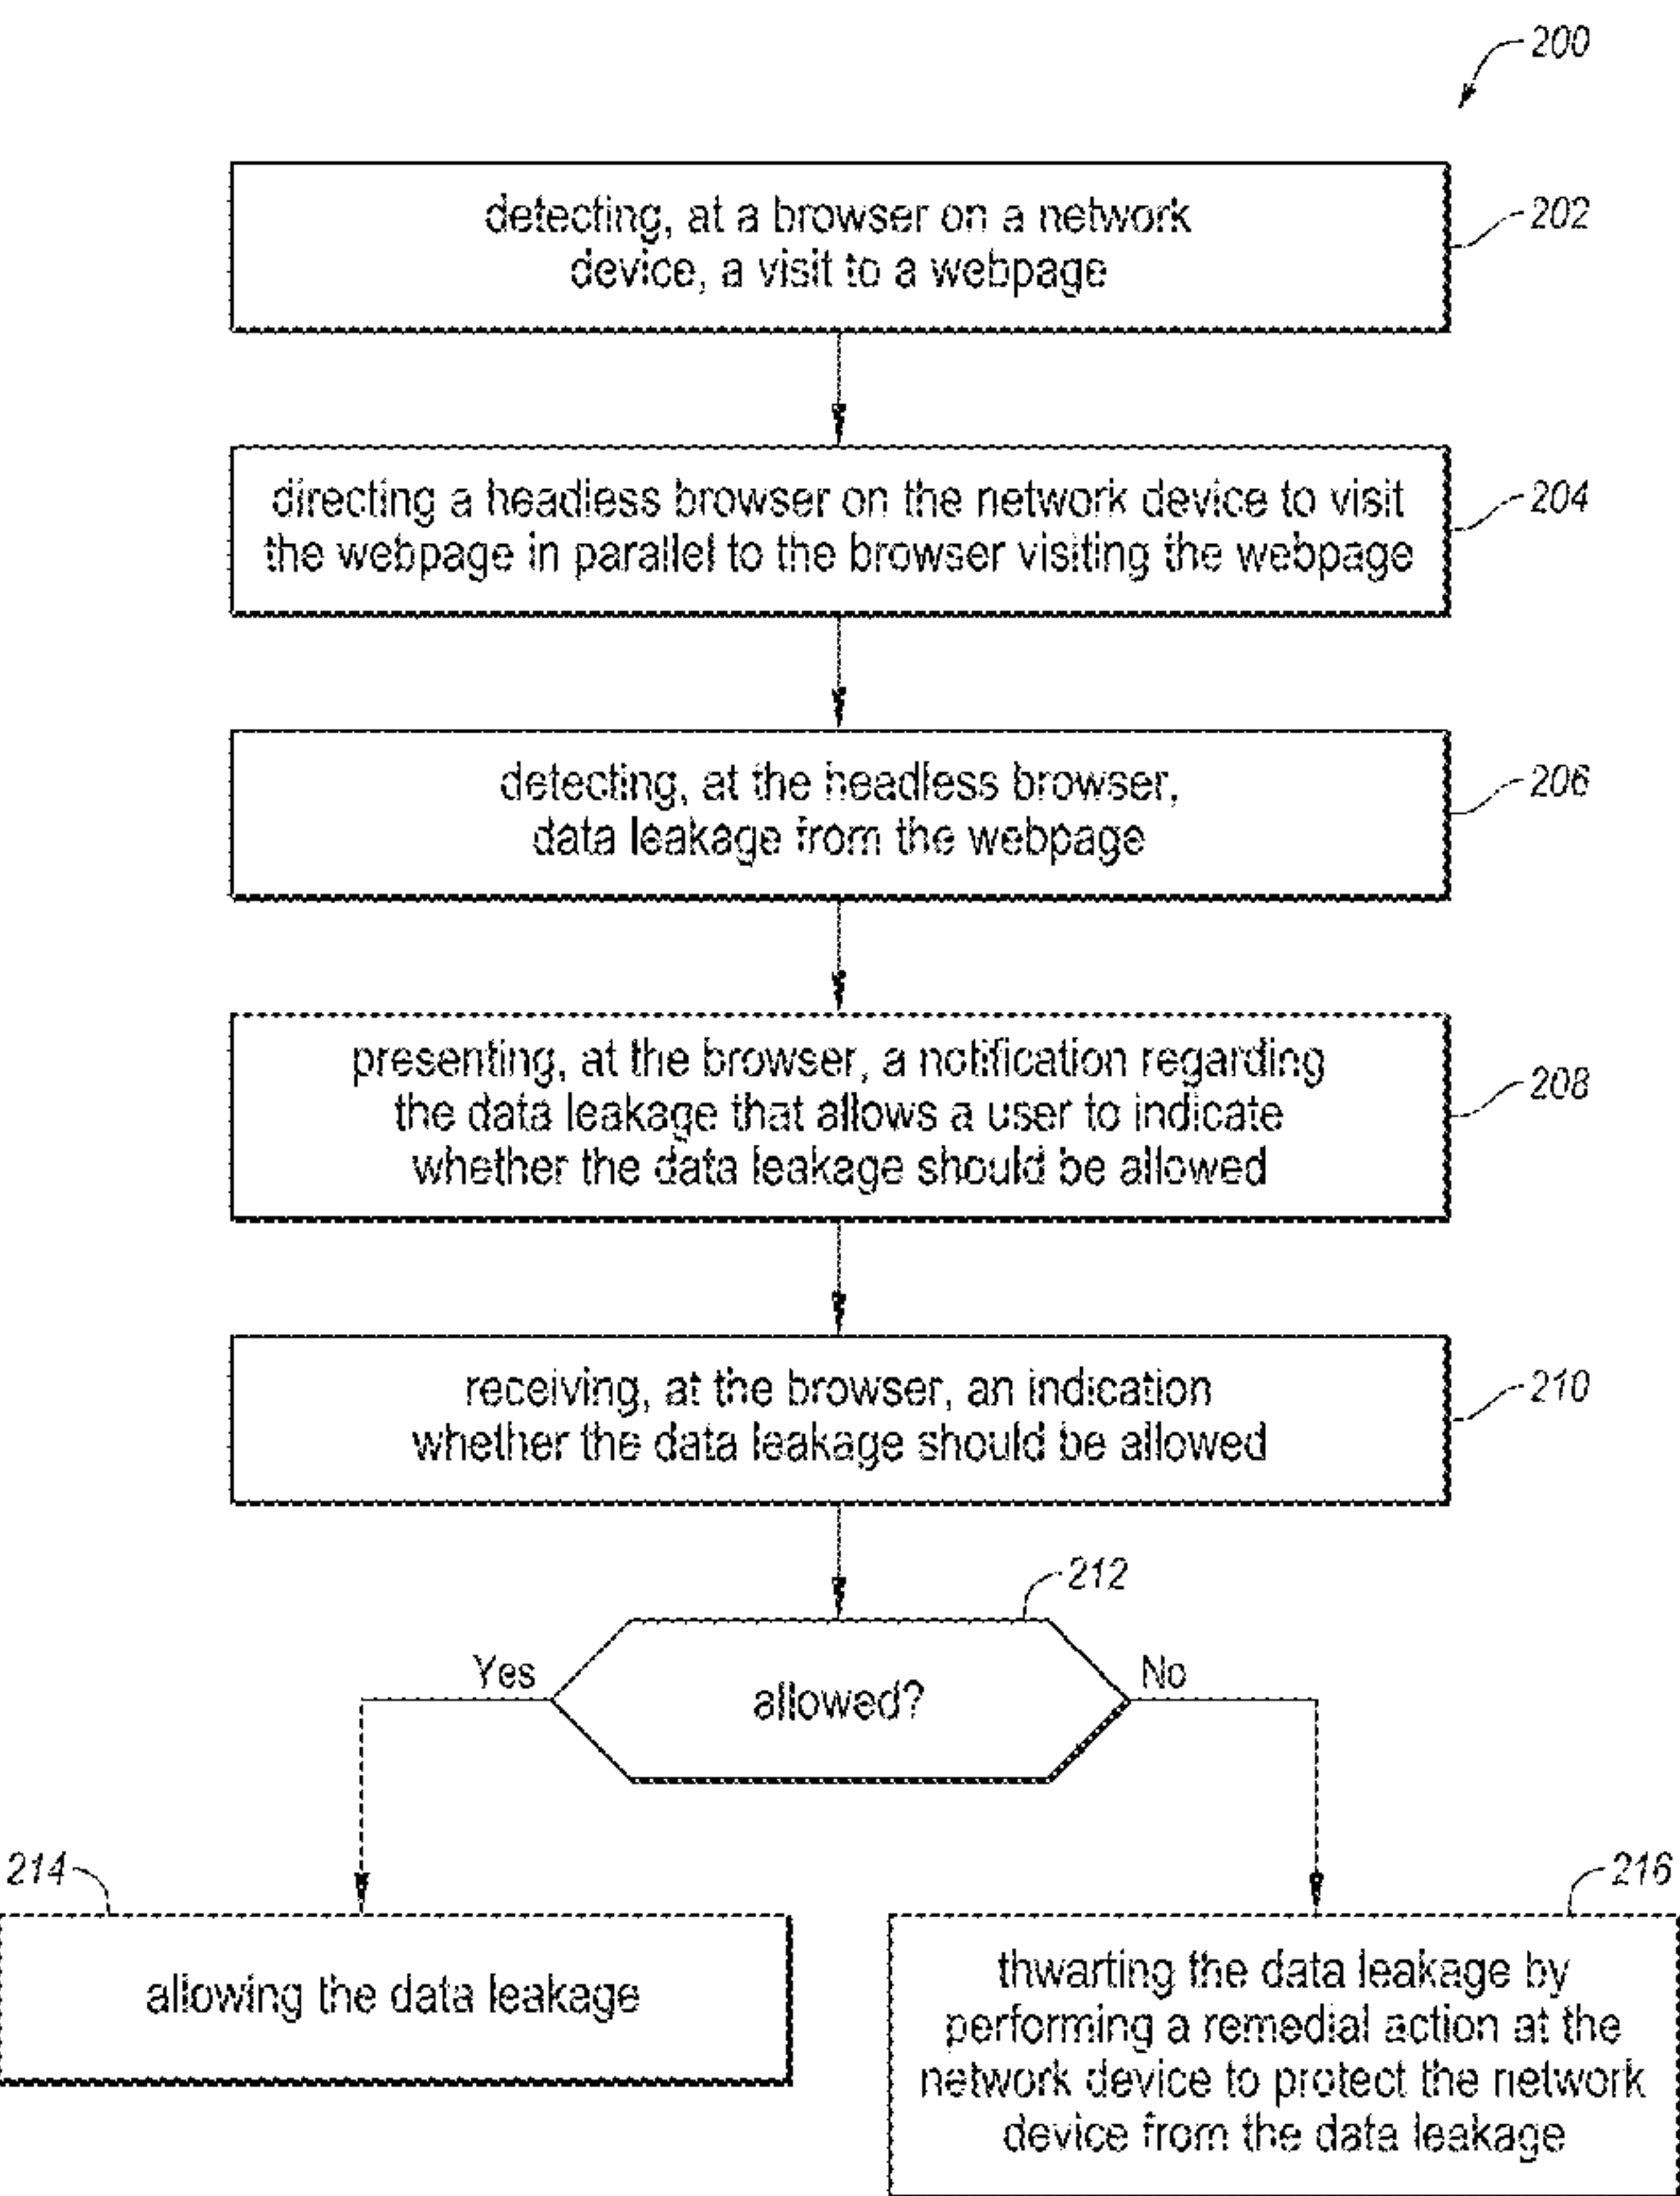 200
detecting, at a browser on a network
device, a visit to a webpage
202
directing a headless browser on the network device to visit
the webpage in parallel to the browser visiting the webpage
204
detecting, at the headless browser,
data leakage from the webpage
206
presenting, at the browser, a notification regarding
the data leakage that allows a user to indicate
whether the data leakage should be allowed
208
receiving, at the browser, an indication
whether the data leakage should be allowed
210
212
Yes
allowed?
No
214
allowing the data leakage
216
thwarting the data leakage by
performing a remedial action at the
network device to protect the network
device from the data leakage